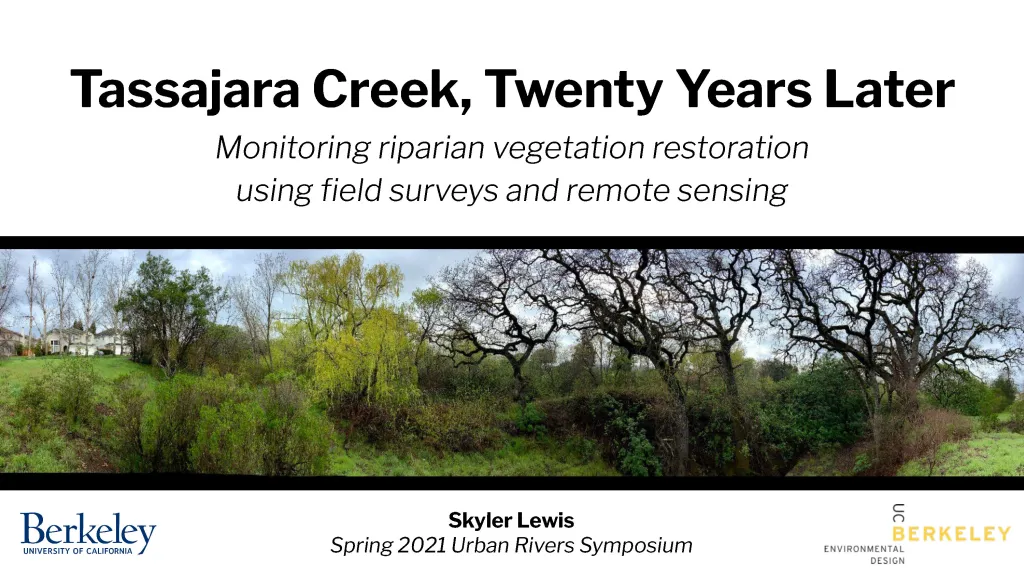 Tassajara Creek, Twenty Years Later
Monitoring riparian vegetation restoration
using field surveys and remote sensing
Berkeley
UNIVERSITY OF CALIFORNIA
Skyler Lewis
Spring 2021 Urban Rivers Symposium
UC
BERKELEY
ENVIRONMENTAL
DESIGN